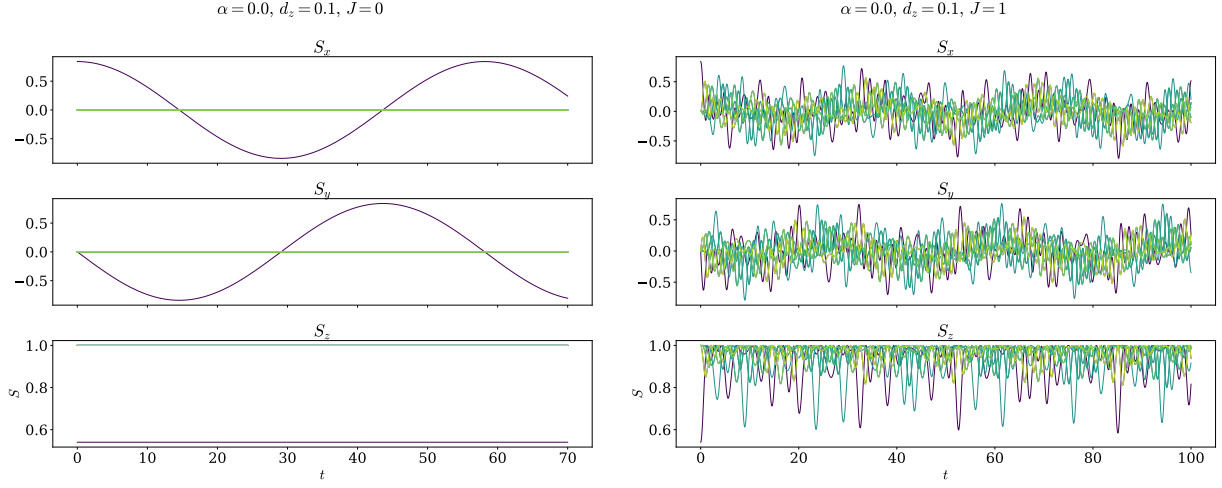 α = 0.0, d_z = 0.1, J = 0
S_x
0.5
0.0
−0.5
S_y
0.5
0.0
−0.5
S_z
1.0
0.8
0.6
S
0 10 20 30 40 50 60 70
t
α = 0.0, d_z = 0.1, J = 1
S_x
0.5
0.0
−0.5
S_y
0.5
0.0
−0.5
S_z
1.0
0.8
0.6
S
0 20 40 60 80 100
t